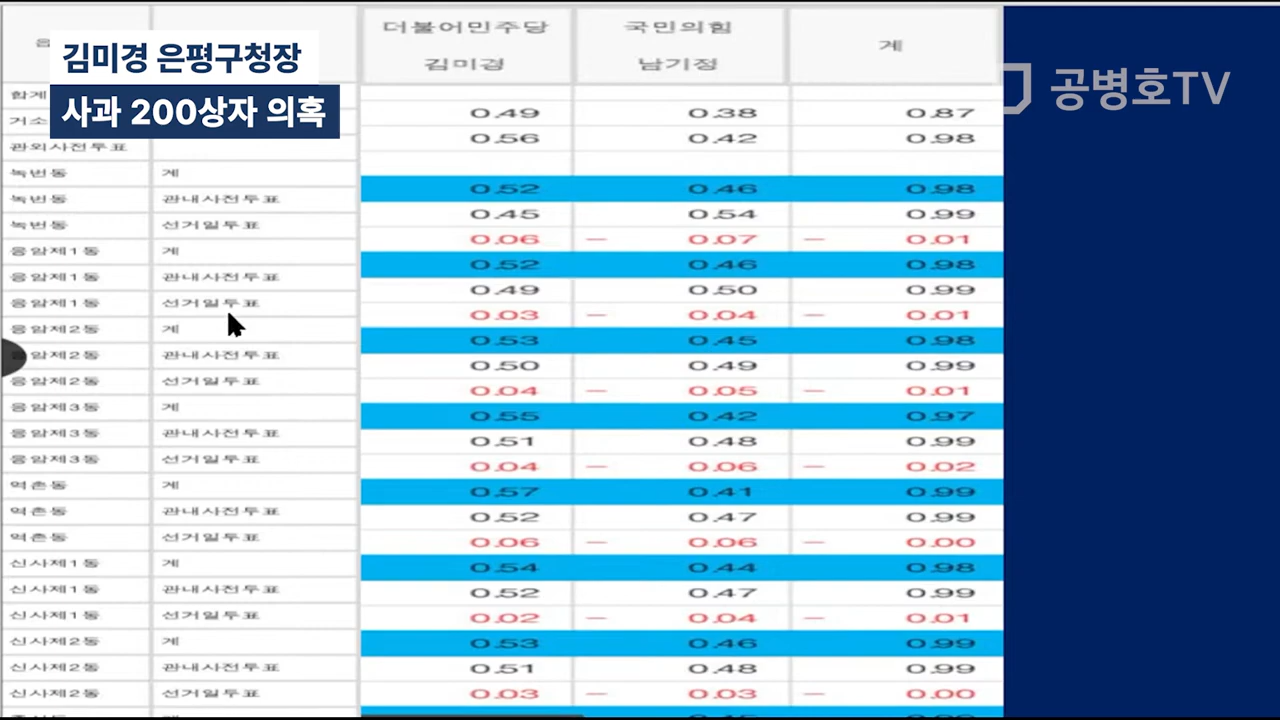 더불어민주당 국민의힘 계
김미경 남기정
김미경 은평구청장
사과 200상자 의혹
공병호TV
합계
0.49 0.38 0.87
거소
0.56 0.42 0.98
관외사전투표
녹번동 계
0.52 0.46 0.98
녹번동 관내사전투표
0.45 0.54 0.99
녹번동 선거일투표
0.06 – 0.07 – 0.01
응암제1동 계
0.52 0.46 0.98
응암제1동 관내사전투표
0.49 0.50 0.99
응암제1동 선거일투표
0.03 – 0.04 – 0.01
응암제2동 계
0.53 0.45 0.98
암제2동 관내사전투표
0.50 0.49 0.99
응암제2동 선거일투표
0.04 – 0.05 – 0.01
응암제3동 계
0.55 0.42 0.97
응암제3동 관내사전투표
0.51 0.48 0.99
응암제3동 선거일투표
0.04 – 0.06 – 0.02
역촌동 계
0.57 0.41 0.99
역촌동 관내사전투표
0.52 0.47 0.99
역촌동 선거일투표
0.06 – 0.06 – 0.00
신사제1동 계
0.54 0.44 0.98
신사제1동 관내사전투표
0.52 0.47 0.99
신사제1동 선거일투표
0.02 – 0.04 – 0.01
신사제2동 계
0.53 0.46 0.99
신사제2동 관내사전투표
0.51 0.48 0.99
신사제2동 선거일투표
0.03 – 0.03 – 0.00